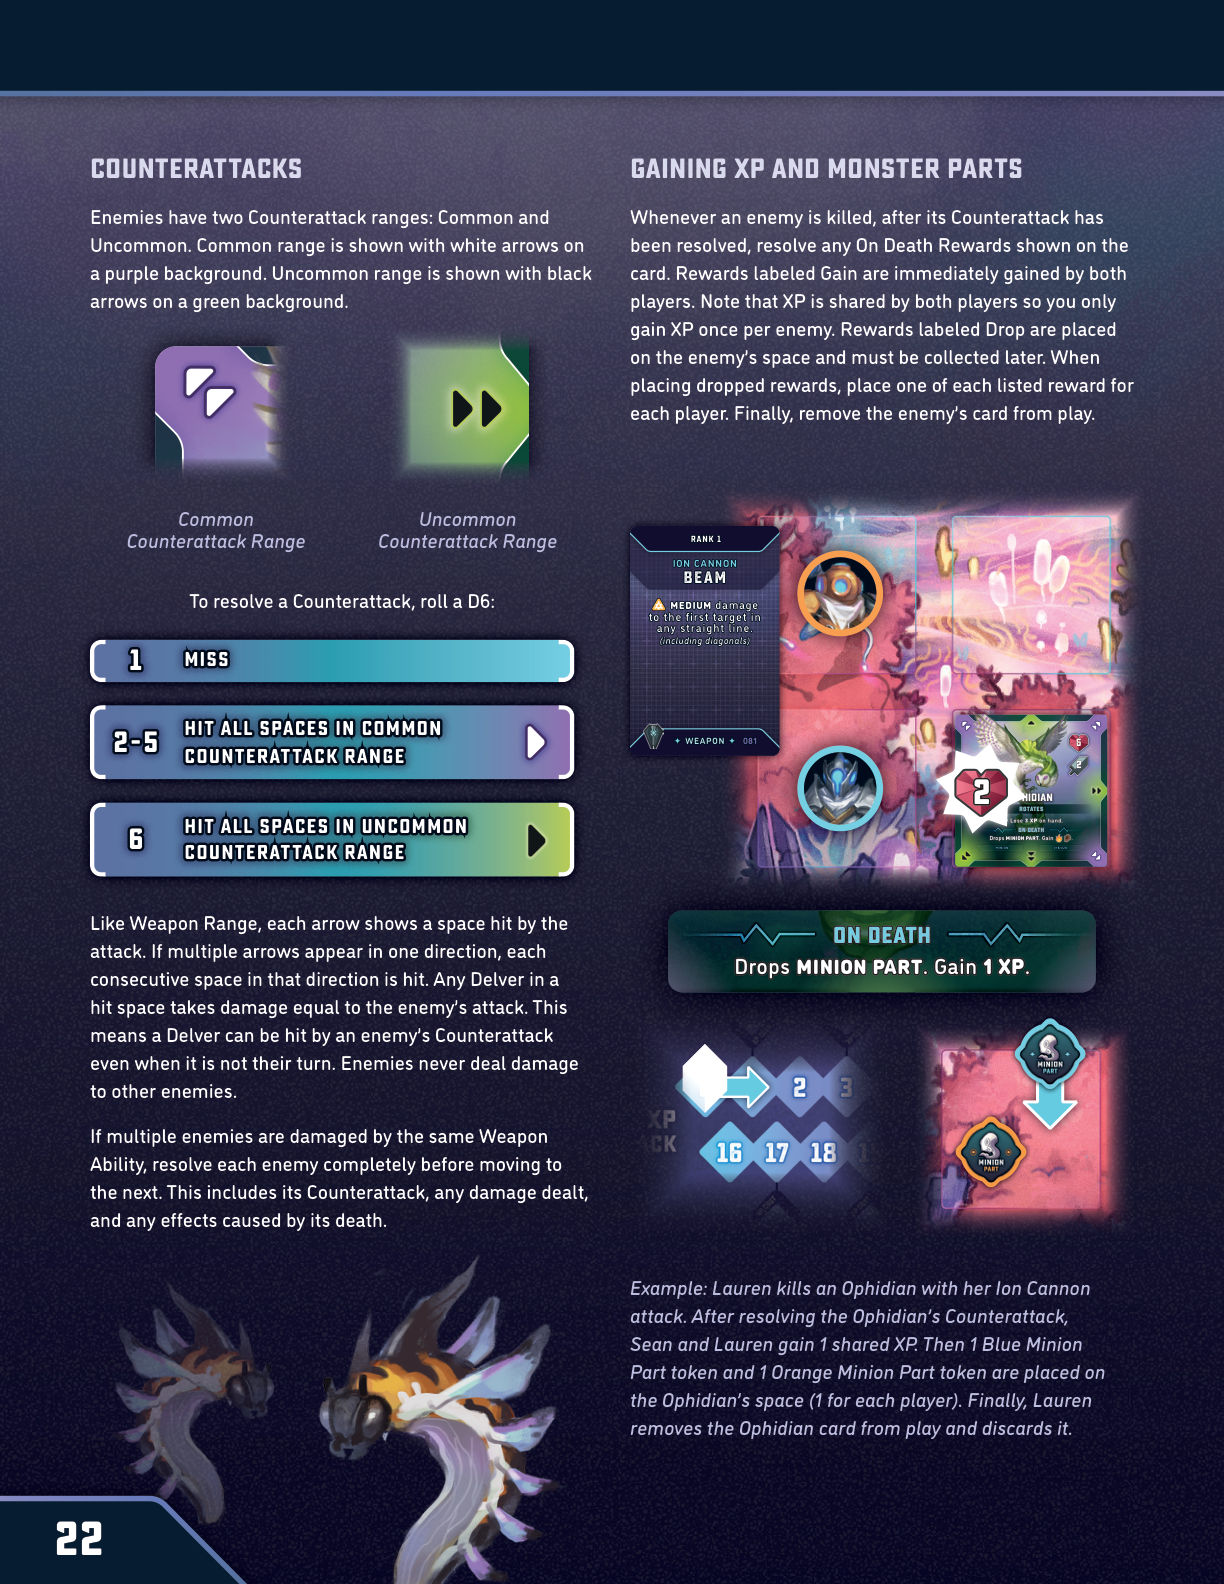 COUNTERATTACKS
Enemies have two Counterattack ranges: Common and
Uncommon. Common range is shown with white arrows on
a purple background. Uncommon range is shown with black
arrows on a green background.
Common
Counterattack Range
Uncommon
Counterattack Range
To resolve a Counterattack, roll a D6:
1 MISS
2-5 HIT ALL SPACES IN COMMON
COUNTERATTACK RANGE
6 HIT ALL SPACES IN UNCOMMON
COUNTERATTACK RANGE
Like Weapon Range, each arrow shows a space hit by the
attack. If multiple arrows appear in one direction, each
consecutive space in that direction is hit. Any Delver in a
hit space takes damage equal to the enemy's attack. This
means a Delver can be hit by an enemy's Counterattack
even when it is not their turn. Enemies never deal damage
to other enemies.
If multiple enemies are damaged by the same Weapon
Ability, resolve each enemy completely before moving to
the next. This includes its Counterattack, any damage dealt,
and any effects caused by its death.
22
GAINING XP AND MONSTER PARTS
Whenever an enemy is killed, after its Counterattack has
been resolved, resolve any On Death Rewards shown on the
card. Rewards labeled Gain are immediately gained by both
players. Note that XP is shared by both players so you only
gain XP once per enemy. Rewards labeled Drop are placed
on the enemy's space and must be collected later. When
placing dropped rewards, place one of each listed reward for
each player. Finally, remove the enemy's card from play.
RANK 1
ION CANNON
BEAM
MEDIUM damage
to the first target in
any straight line.
(including diagonals)
WEAPON 081
2
HIDIAN
ROTATES
Lose 3 XP on hand.
ON DEATH
Drops MINION PART. Gain
ON DEATH
Drops MINION PART. Gain 1 XP.
2 3
XP
ACK
16 17 18
MINION
PART
MINION
PART
Example: Lauren kills an Ophidian with her Ion Cannon
attack. After resolving the Ophidian's Counterattack,
Sean and Lauren gain 1 shared XP. Then 1 Blue Minion
Part token and 1 Orange Minion Part token are placed on
the Ophidian's space (1 for each player). Finally, Lauren
removes the Ophidian card from play and discards it.